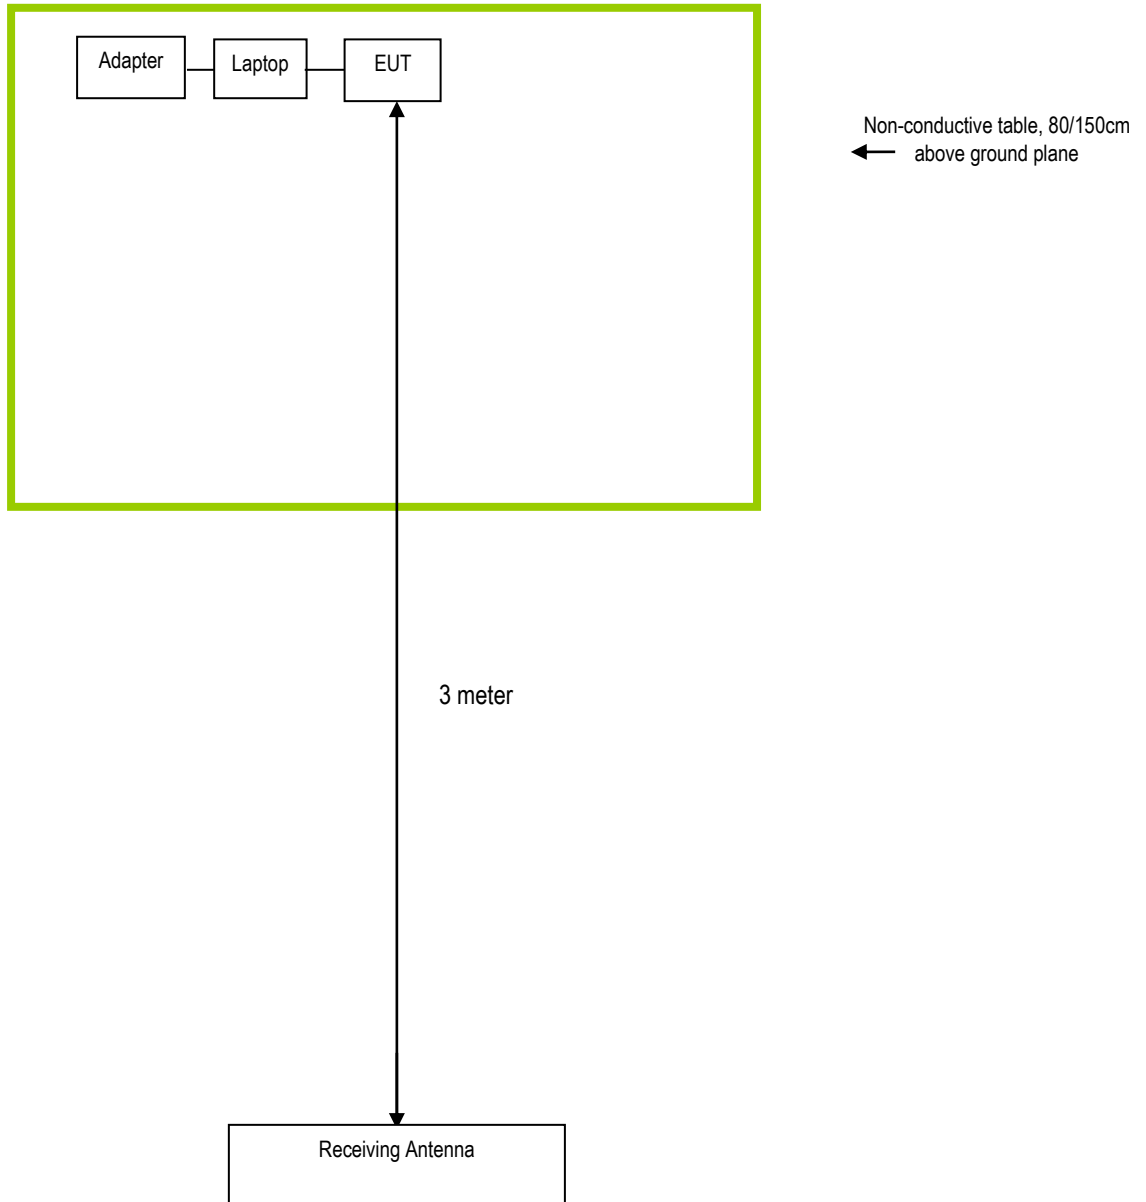 Adapter
Laptop
EUT
Non-conductive table, 80/150cm
above ground plane
3 meter
Receiving Antenna